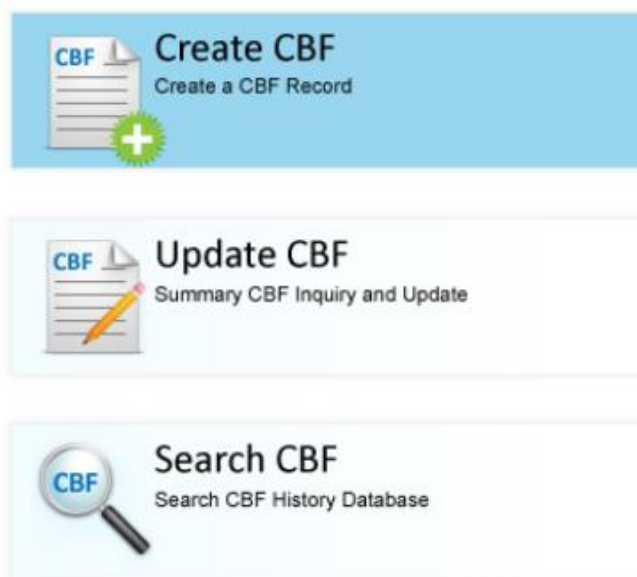 CBF
Create CBF
Create a CBF Record
CBF
Update CBF
Summary CBF Inquiry and Update
CBF
Search CBF
Search CBF History Database